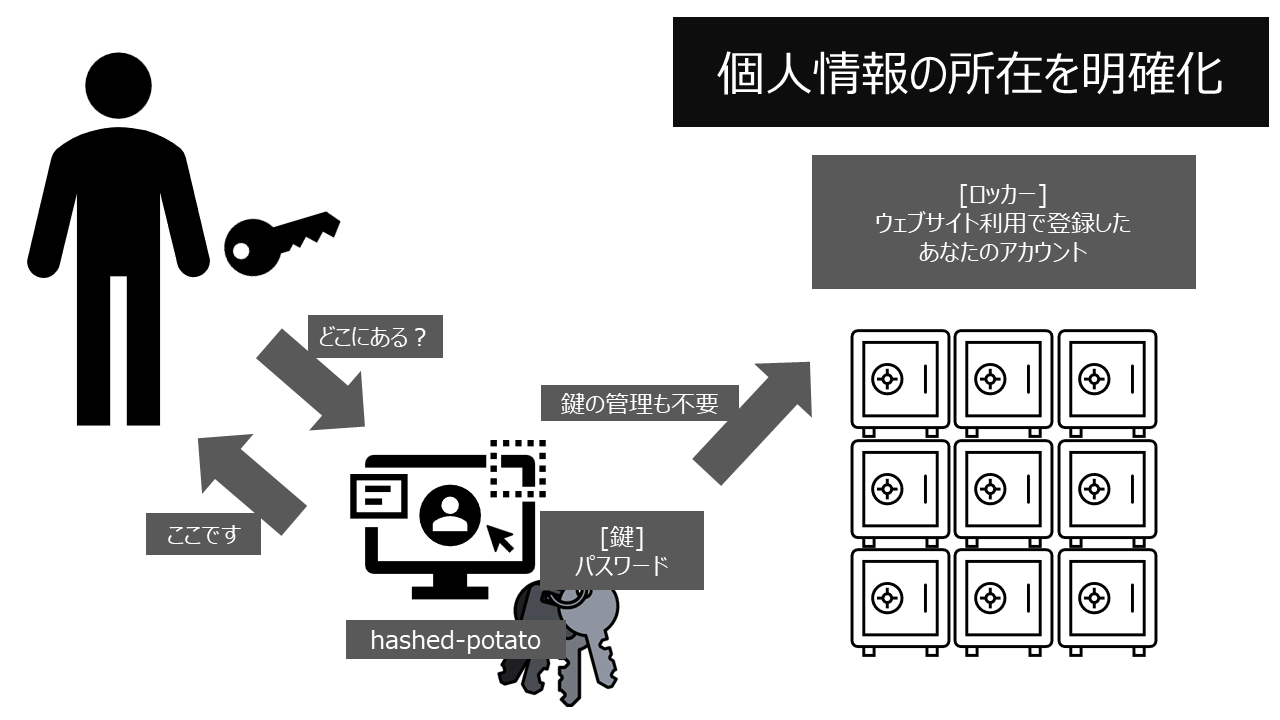 個人情報の所在を明確化
[ロッカー]
ウェブサイト利用で登録した
あなたのアカウント
どこにある？
鍵の管理も不要
ここです
[鍵]
パスワード
hashed-potato